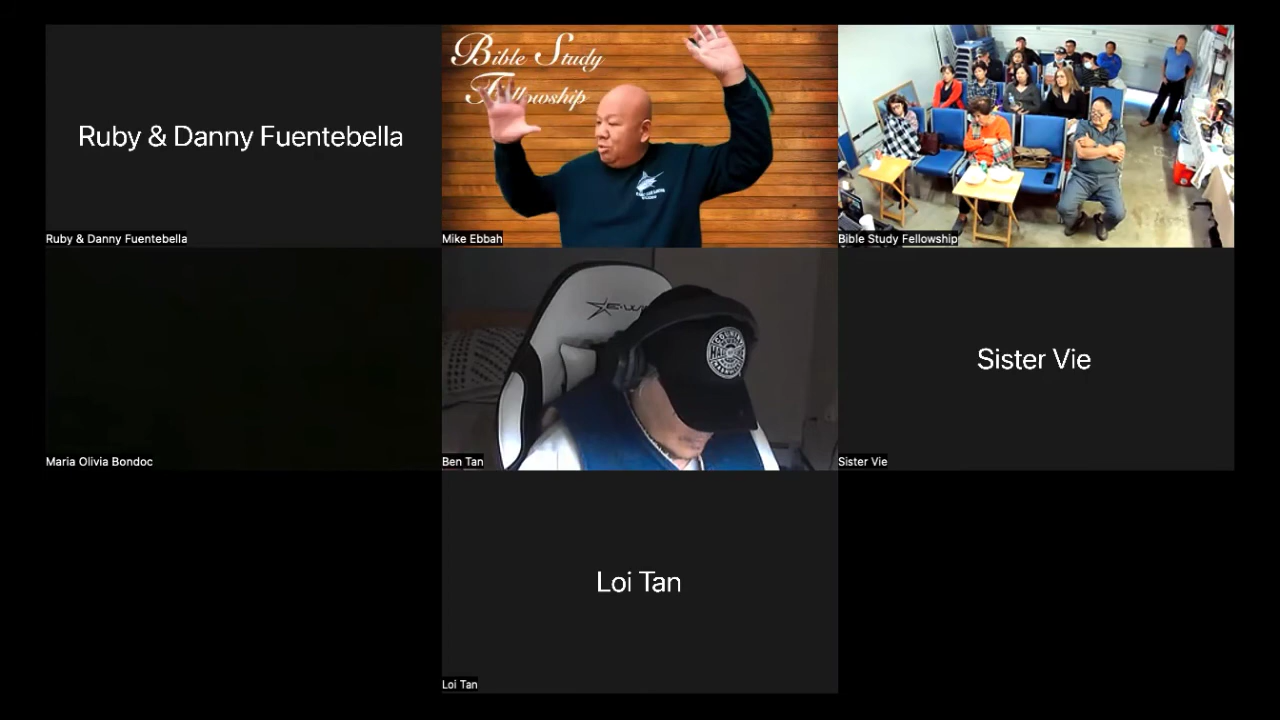 Ruby & Danny Fuentebella
Ruby & Danny Fuentebella
Bible Study
Fellowship
Mike Ebbah
Bible Study Fellowship
Maria Olivia Bondoc
Ben Tan
Sister Vie
Sister Vie
Loi Tan
Loi Tan